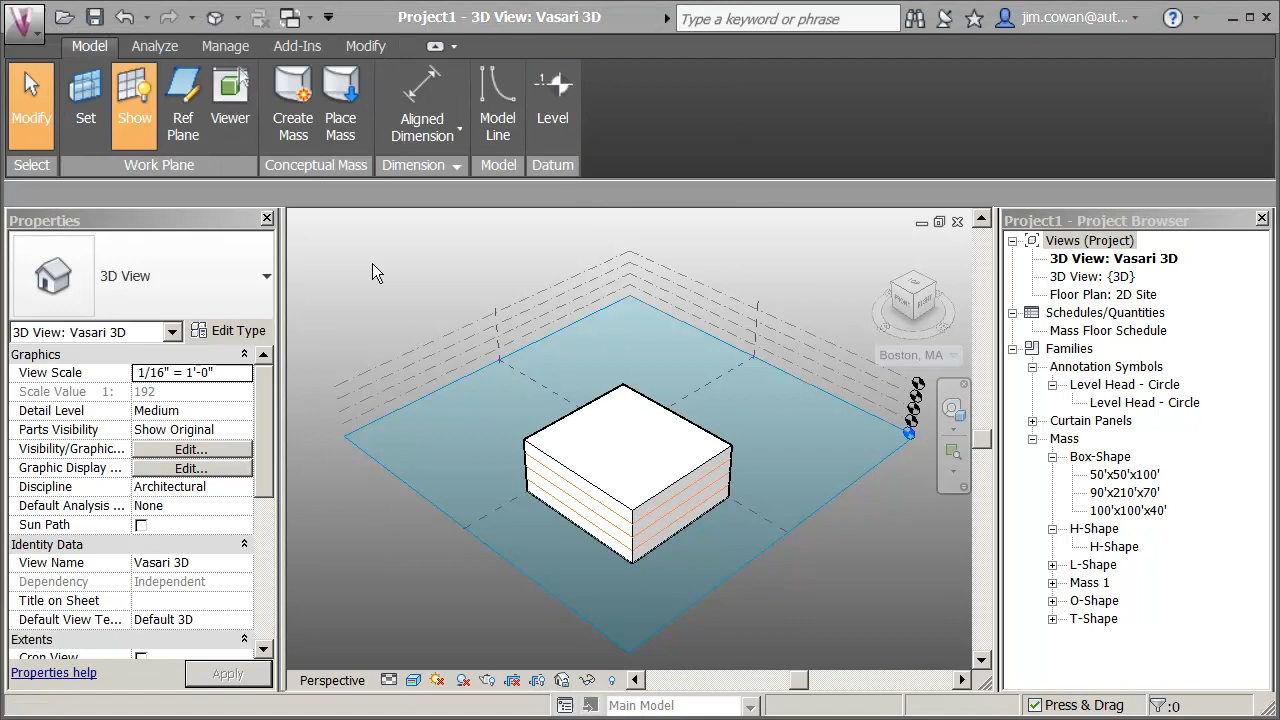 Project1 - 3D View: Vasari 3D
Type a keyword or phrase
jim.cowan@aut...
Model
Analyze
Manage
Add-Ins
Modify
Modify
Set
Show
Ref
Plane
Viewer
Create
Mass
Place
Mass
Aligned
Dimension
Model
Line
Level
Select
Work Plane
Conceptual Mass
Dimension
Model
Datum
Properties
3D View
3D View: Vasari 3D
Edit Type
Graphics
View Scale 1/16" = 1'-0"
Scale Value 1: 192
Detail Level Medium
Parts Visibility Show Original
Visibility/Graphic... Edit...
Graphic Display ... Edit...
Discipline Architectural
Default Analysis ... None
Sun Path
Identity Data
View Name Vasari 3D
Dependency Independent
Title on Sheet
Default View Te... Default 3D
Extents
Crop View
Properties help
Apply
TOP
FRONT
RIGHT
Boston, MA
Perspective
Main Model
Project1 - Project Browser
Views (Project)
3D View: Vasari 3D
3D View: {3D}
Floor Plan: 2D Site
Schedules/Quantities
Mass Floor Schedule
Families
Annotation Symbols
Level Head - Circle
Level Head - Circle
Curtain Panels
Mass
Box-Shape
50'x50'x100'
90'x210'x70'
100'x100'x40'
H-Shape
H-Shape
L-Shape
Mass 1
O-Shape
T-Shape
Press & Drag
:0